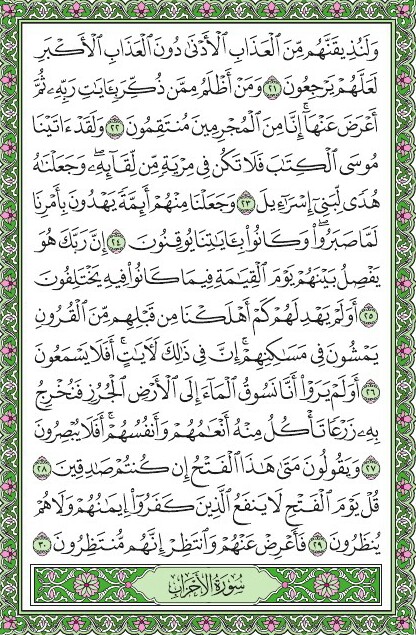 وَلَنُذِيقَنَّهُم مِّنَ ٱلْعَذَابِ ٱلْأَدْنَىٰ دُونَ ٱلْعَذَابِ ٱلْأَكْبَرِ
لَعَلَّهُمْ يَرْجِعُونَ ٢١ وَمَنْ أَظْلَمُ مِمَّن ذُكِّرَ بِـَٔايَـٰتِ رَبِّهِۦ ثُمَّ
أَعْرَضَ عَنْهَآ ۚ إِنَّا مِنَ ٱلْمُجْرِمِينَ مُنتَقِمُونَ ٢٢ وَلَقَدْ ءَاتَيْنَا
مُوسَى ٱلْكِتَـٰبَ فَلَا تَكُن فِى مِرْيَةٍ مِّن لِّقَآئِهِۦ ۖ وَجَعَلْنَـٰهُ
هُدًى لِّبَنِىٓ إِسْرَٰٓءِيلَ ٢٣ وَجَعَلْنَا مِنْهُمْ أَئِمَّةً يَهْدُونَ بِأَمْرِنَا
لَمَّا صَبَرُوا۟ ۖ وَكَانُوا۟ بِـَٔايَـٰتِنَا يُوقِنُونَ ٢٤ إِنَّ رَبَّكَ هُوَ
يَفْصِلُ بَيْنَهُمْ يَوْمَ ٱلْقِيَـٰمَةِ فِيمَا كَانُوا۟ فِيهِ يَخْتَلِفُونَ
٢٥ أَوَلَمْ يَهْدِ لَهُمْ كَمْ أَهْلَكْنَا مِن قَبْلِهِم مِّنَ ٱلْقُرُونِ
يَمْشُونَ فِى مَسَـٰكِنِهِمْ ۚ إِنَّ فِى ذَٰلِكَ لَـَٔايَـٰتٍ ۖ أَفَلَا يَسْمَعُونَ
٢٦ أَوَلَمْ يَرَوْا۟ أَنَّا نَسُوقُ ٱلْمَآءَ إِلَى ٱلْأَرْضِ ٱلْجُرُزِ فَنُخْرِجُ
بِهِۦ زَرْعًا تَأْكُلُ مِنْهُ أَنْعَـٰمُهُمْ وَأَنفُسُهُمْ ۖ أَفَلَا يُبْصِرُونَ
٢٧ وَيَقُولُونَ مَتَىٰ هَـٰذَا ٱلْفَتْحُ إِن كُنتُمْ صَـٰدِقِينَ ٢٨
قُلْ يَوْمَ ٱلْفَتْحِ لَا يَنفَعُ ٱلَّذِينَ كَفَرُوٓا۟ إِيمَـٰنُهُمْ وَلَا هُمْ
يُنظَرُونَ ٢٩ فَأَعْرِضْ عَنْهُمْ وَٱنتَظِرْ إِنَّهُم مُّنتَظِرُونَ ٣٠
سُورَةُ الأَحْزَابِ